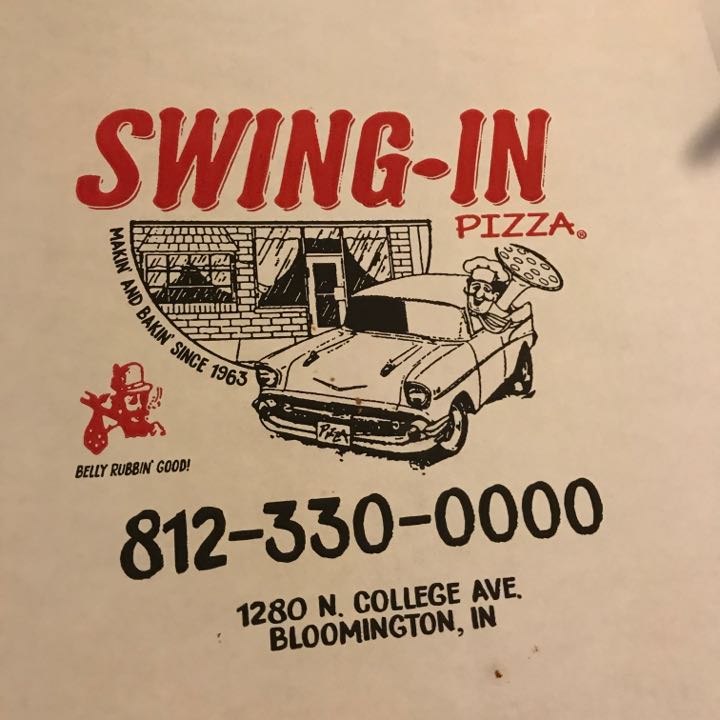 SWING-IN
PIZZA®
MAKIN' AND BAKIN' SINCE 1963
PIZZA
BELLY RUBBIN' GOOD!
812-330-0000
1280 N. COLLEGE AVE.
BLOOMINGTON, IN